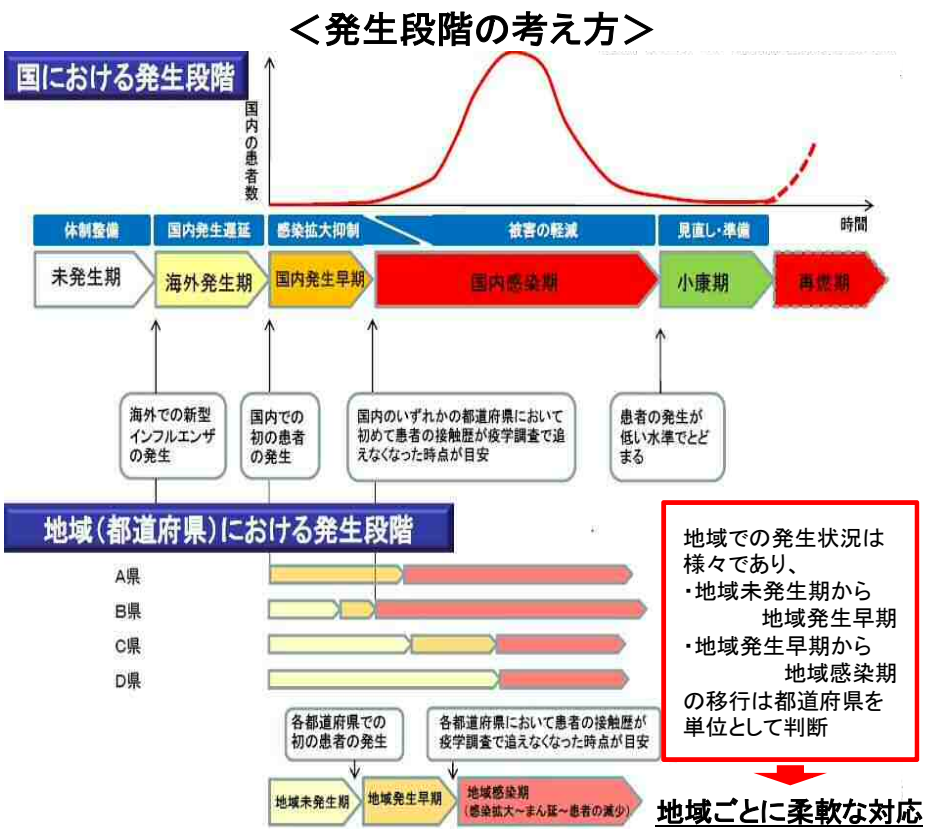 ＜発生段階の考え方＞
国における発生段階
国内の患者数
時間
体制整備
国内発生遅延
感染拡大抑制
被害の軽減
見直し・準備
未発生期
海外発生期
国内発生早期
国内感染期
小康期
再燃期
海外での新型
インフルエンザ
の発生
国内での
初の患者
の発生
国内のいずれかの都道府県において
初めて患者の接触歴が疫学調査で追
えなくなった時点が目安
患者の発生が
低い水準でとど
まる
地域（都道府県）における発生段階
A県
B県
C県
D県
各都道府県での
初の患者の発生
各都道府県において患者の接触歴が
疫学調査で追えなくなった時点が目安
地域未発生期
地域発生早期
地域感染期
（感染拡大～まん延～患者の減少）
地域での発生状況は
様々であり、
・地域未発生期から
地域発生早期
・地域発生早期から
地域感染期
の移行は都道府県を
単位として判断
地域ごとに柔軟な対応